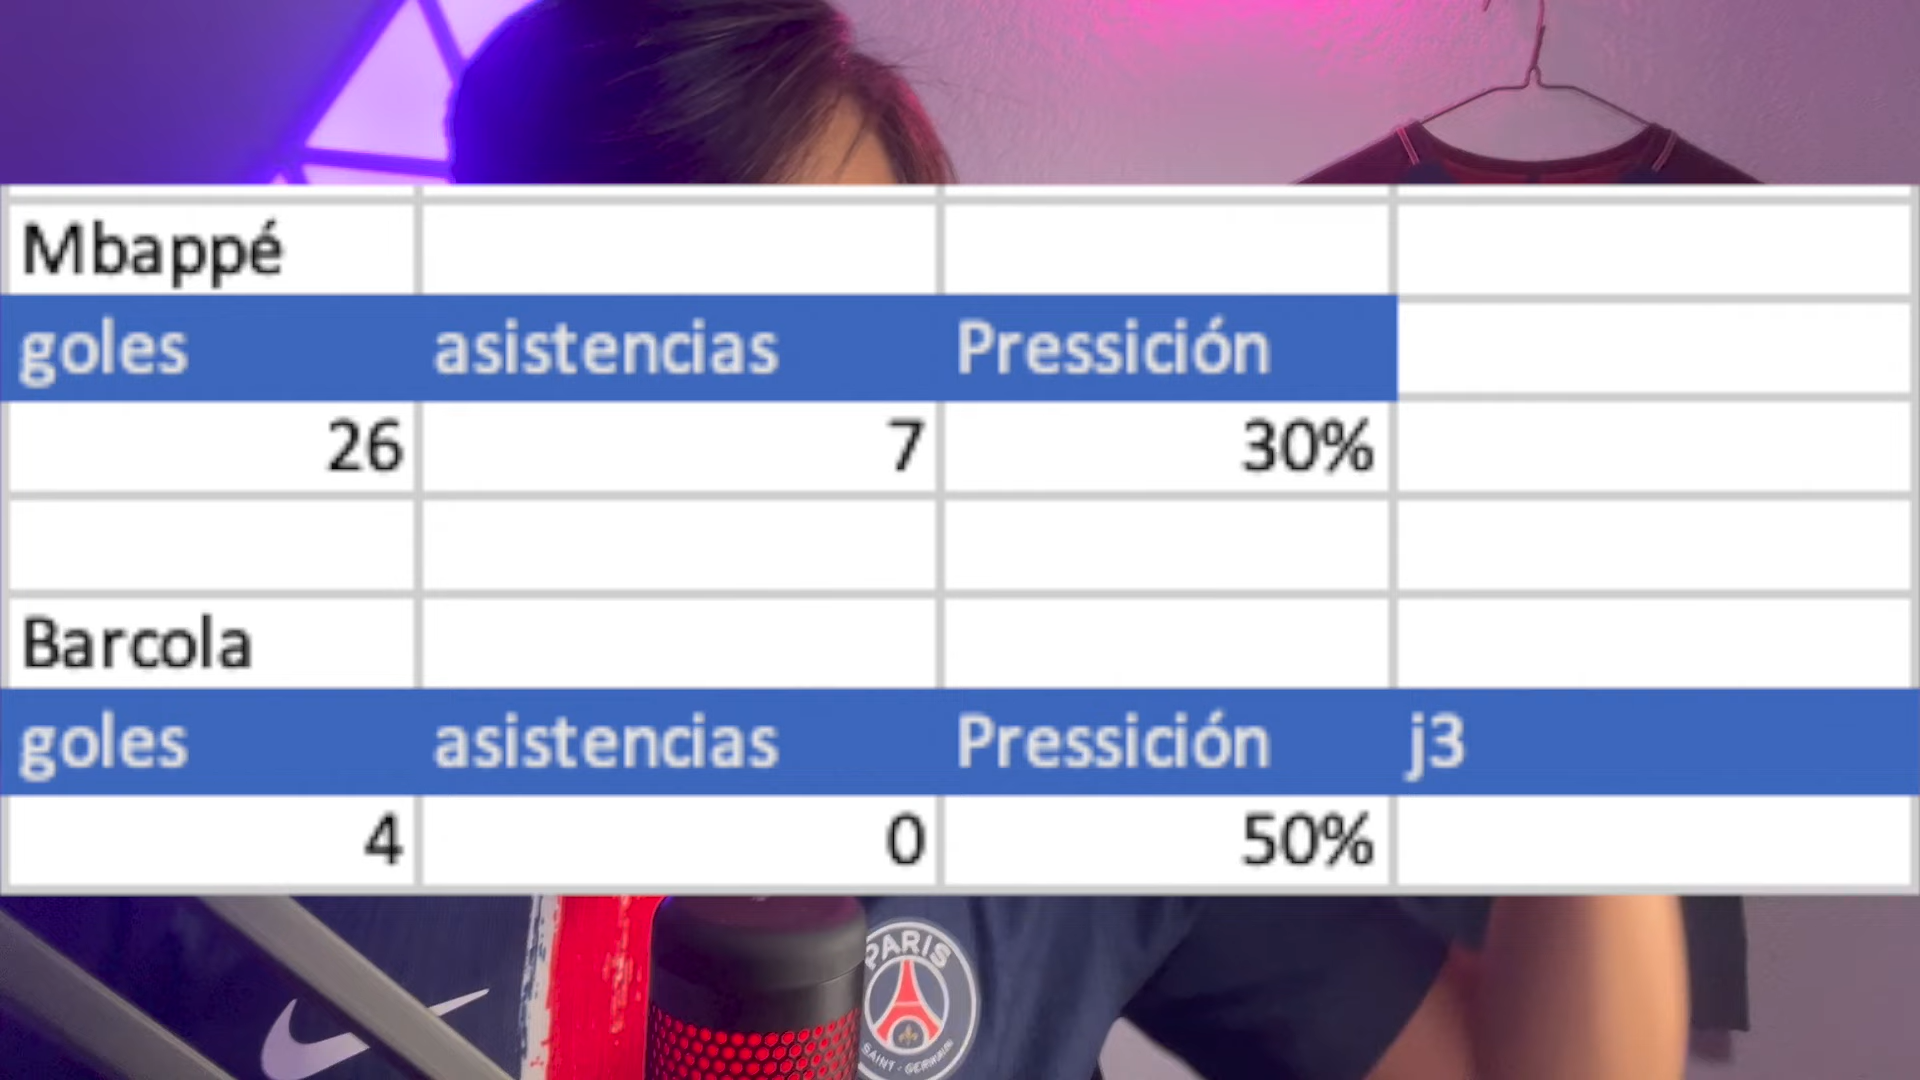 Mbappé
goles asistencias Pressición
26 7 30%
Barcola
goles asistencias Pressición j3
4 0 50%
PARIS
SAINT-GERMAIN